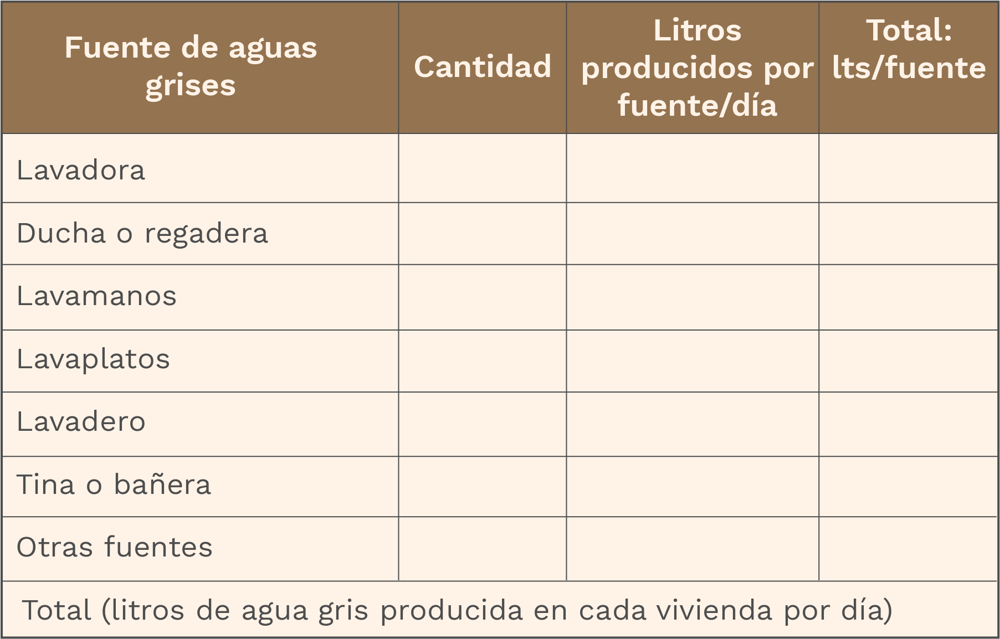 Fuente de aguas
grises
Cantidad
Litros
producidos por
fuente/día
Total:
lts/fuente
Lavadora
Ducha o regadera
Lavamanos
Lavaplatos
Lavadero
Tina o bañera
Otras fuentes
Total (litros de agua gris producida en cada vivienda por día)